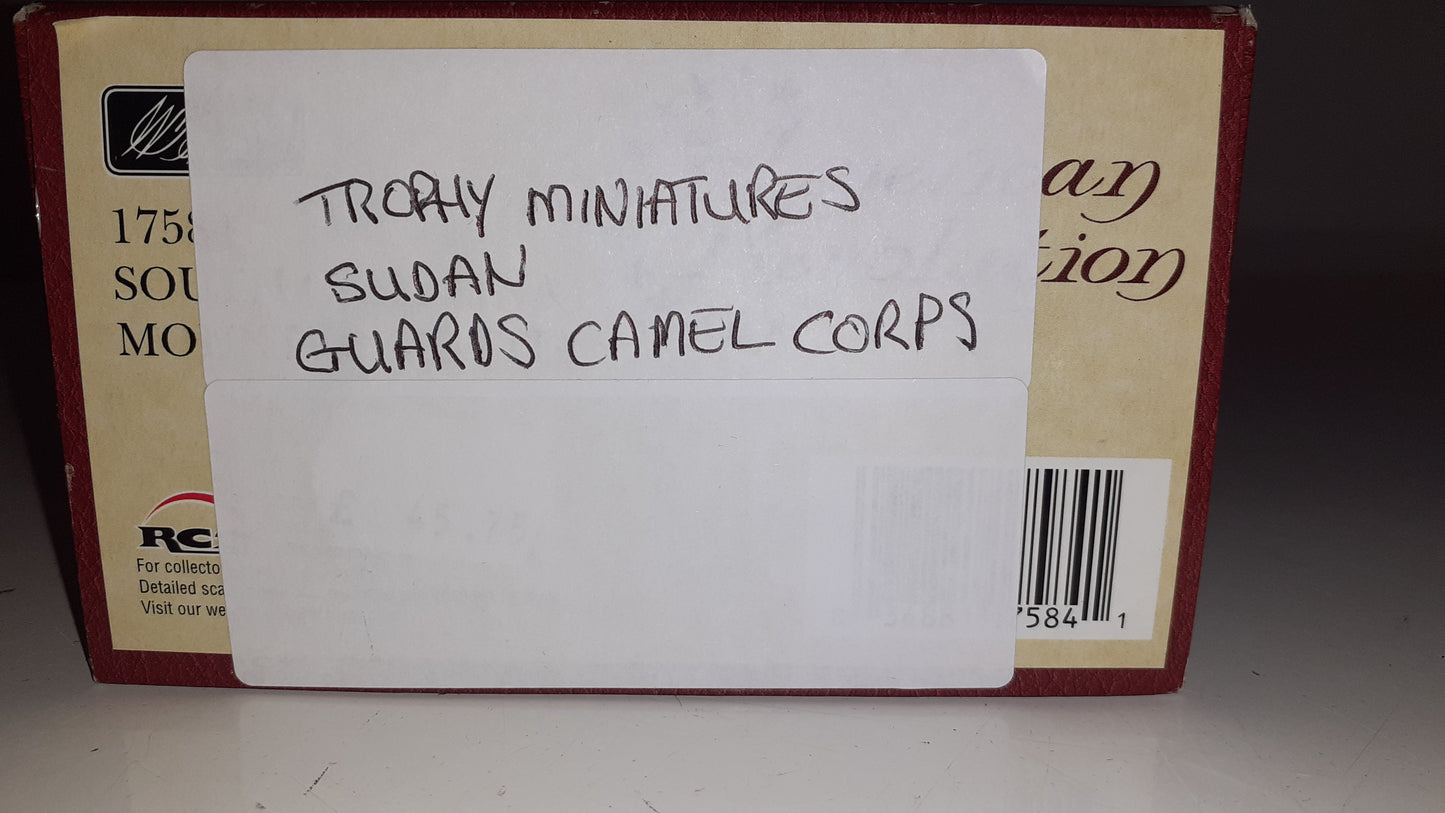 TROPHY MINIATURES
SUDAN
GUARDS CAMEL CORPS
1758
SOU
MO
an
tion
RC
For collecto
Detailed sca
Visit our we
7584 1